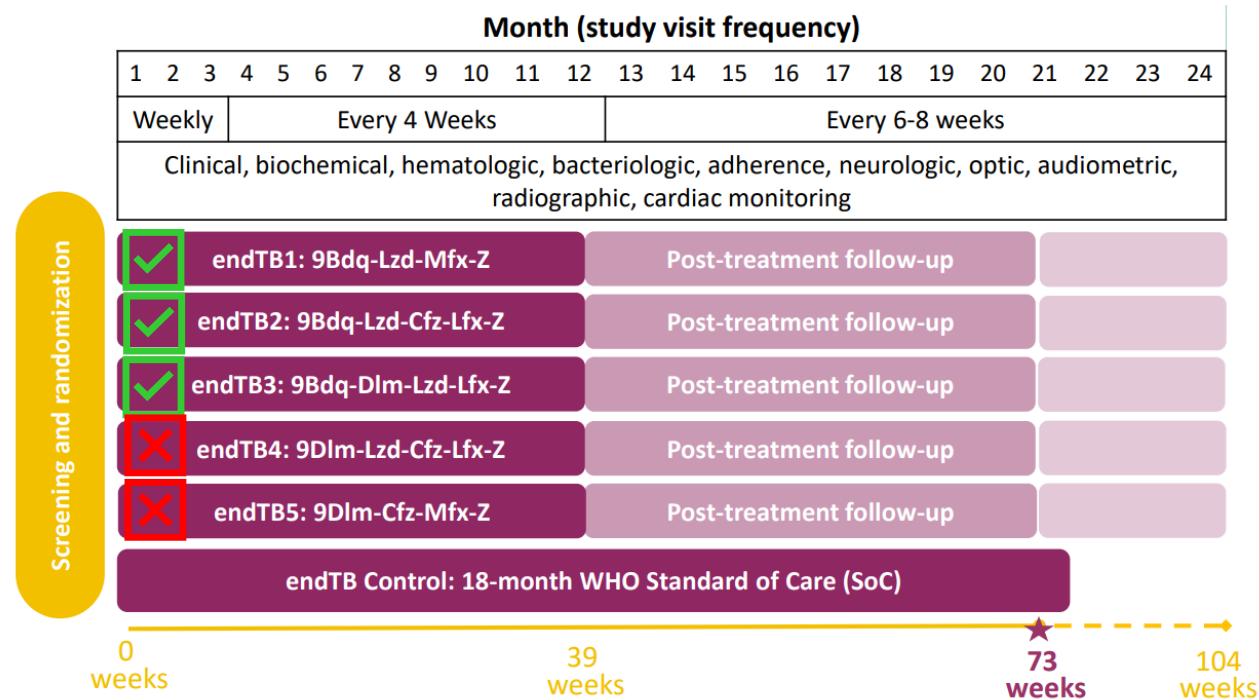 Month (study visit frequency)
1 2 3 4 5 6 7 8 9 10 11 12 13 14 15 16 17 18 19 20 21 22 23 24
Weekly Every 4 Weeks Every 6-8 weeks
Clinical, biochemical, hematologic, bacteriologic, adherence, neurologic, optic, audiometric,
radiographic, cardiac monitoring
Screening and randomization
endTB1: 9Bdq-Lzd-Mfx-Z Post-treatment follow-up
endTB2: 9Bdq-Lzd-Cfz-Lfx-Z Post-treatment follow-up
endTB3: 9Bdq-Dlm-Lzd-Lfx-Z Post-treatment follow-up
endTB4: 9Dlm-Lzd-Cfz-Lfx-Z Post-treatment follow-up
endTB5: 9Dlm-Cfz-Mfx-Z Post-treatment follow-up
endTB Control: 18-month WHO Standard of Care (SoC)
0 39 73 104
weeks weeks weeks weeks